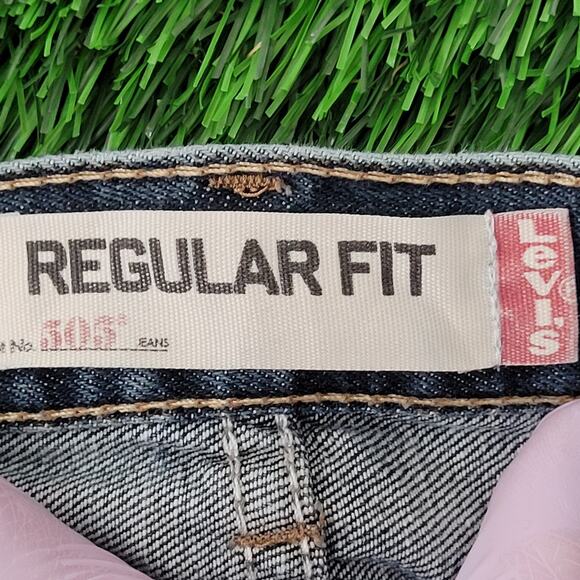 REGULAR FIT
No. 505® JEANS
Levi's®